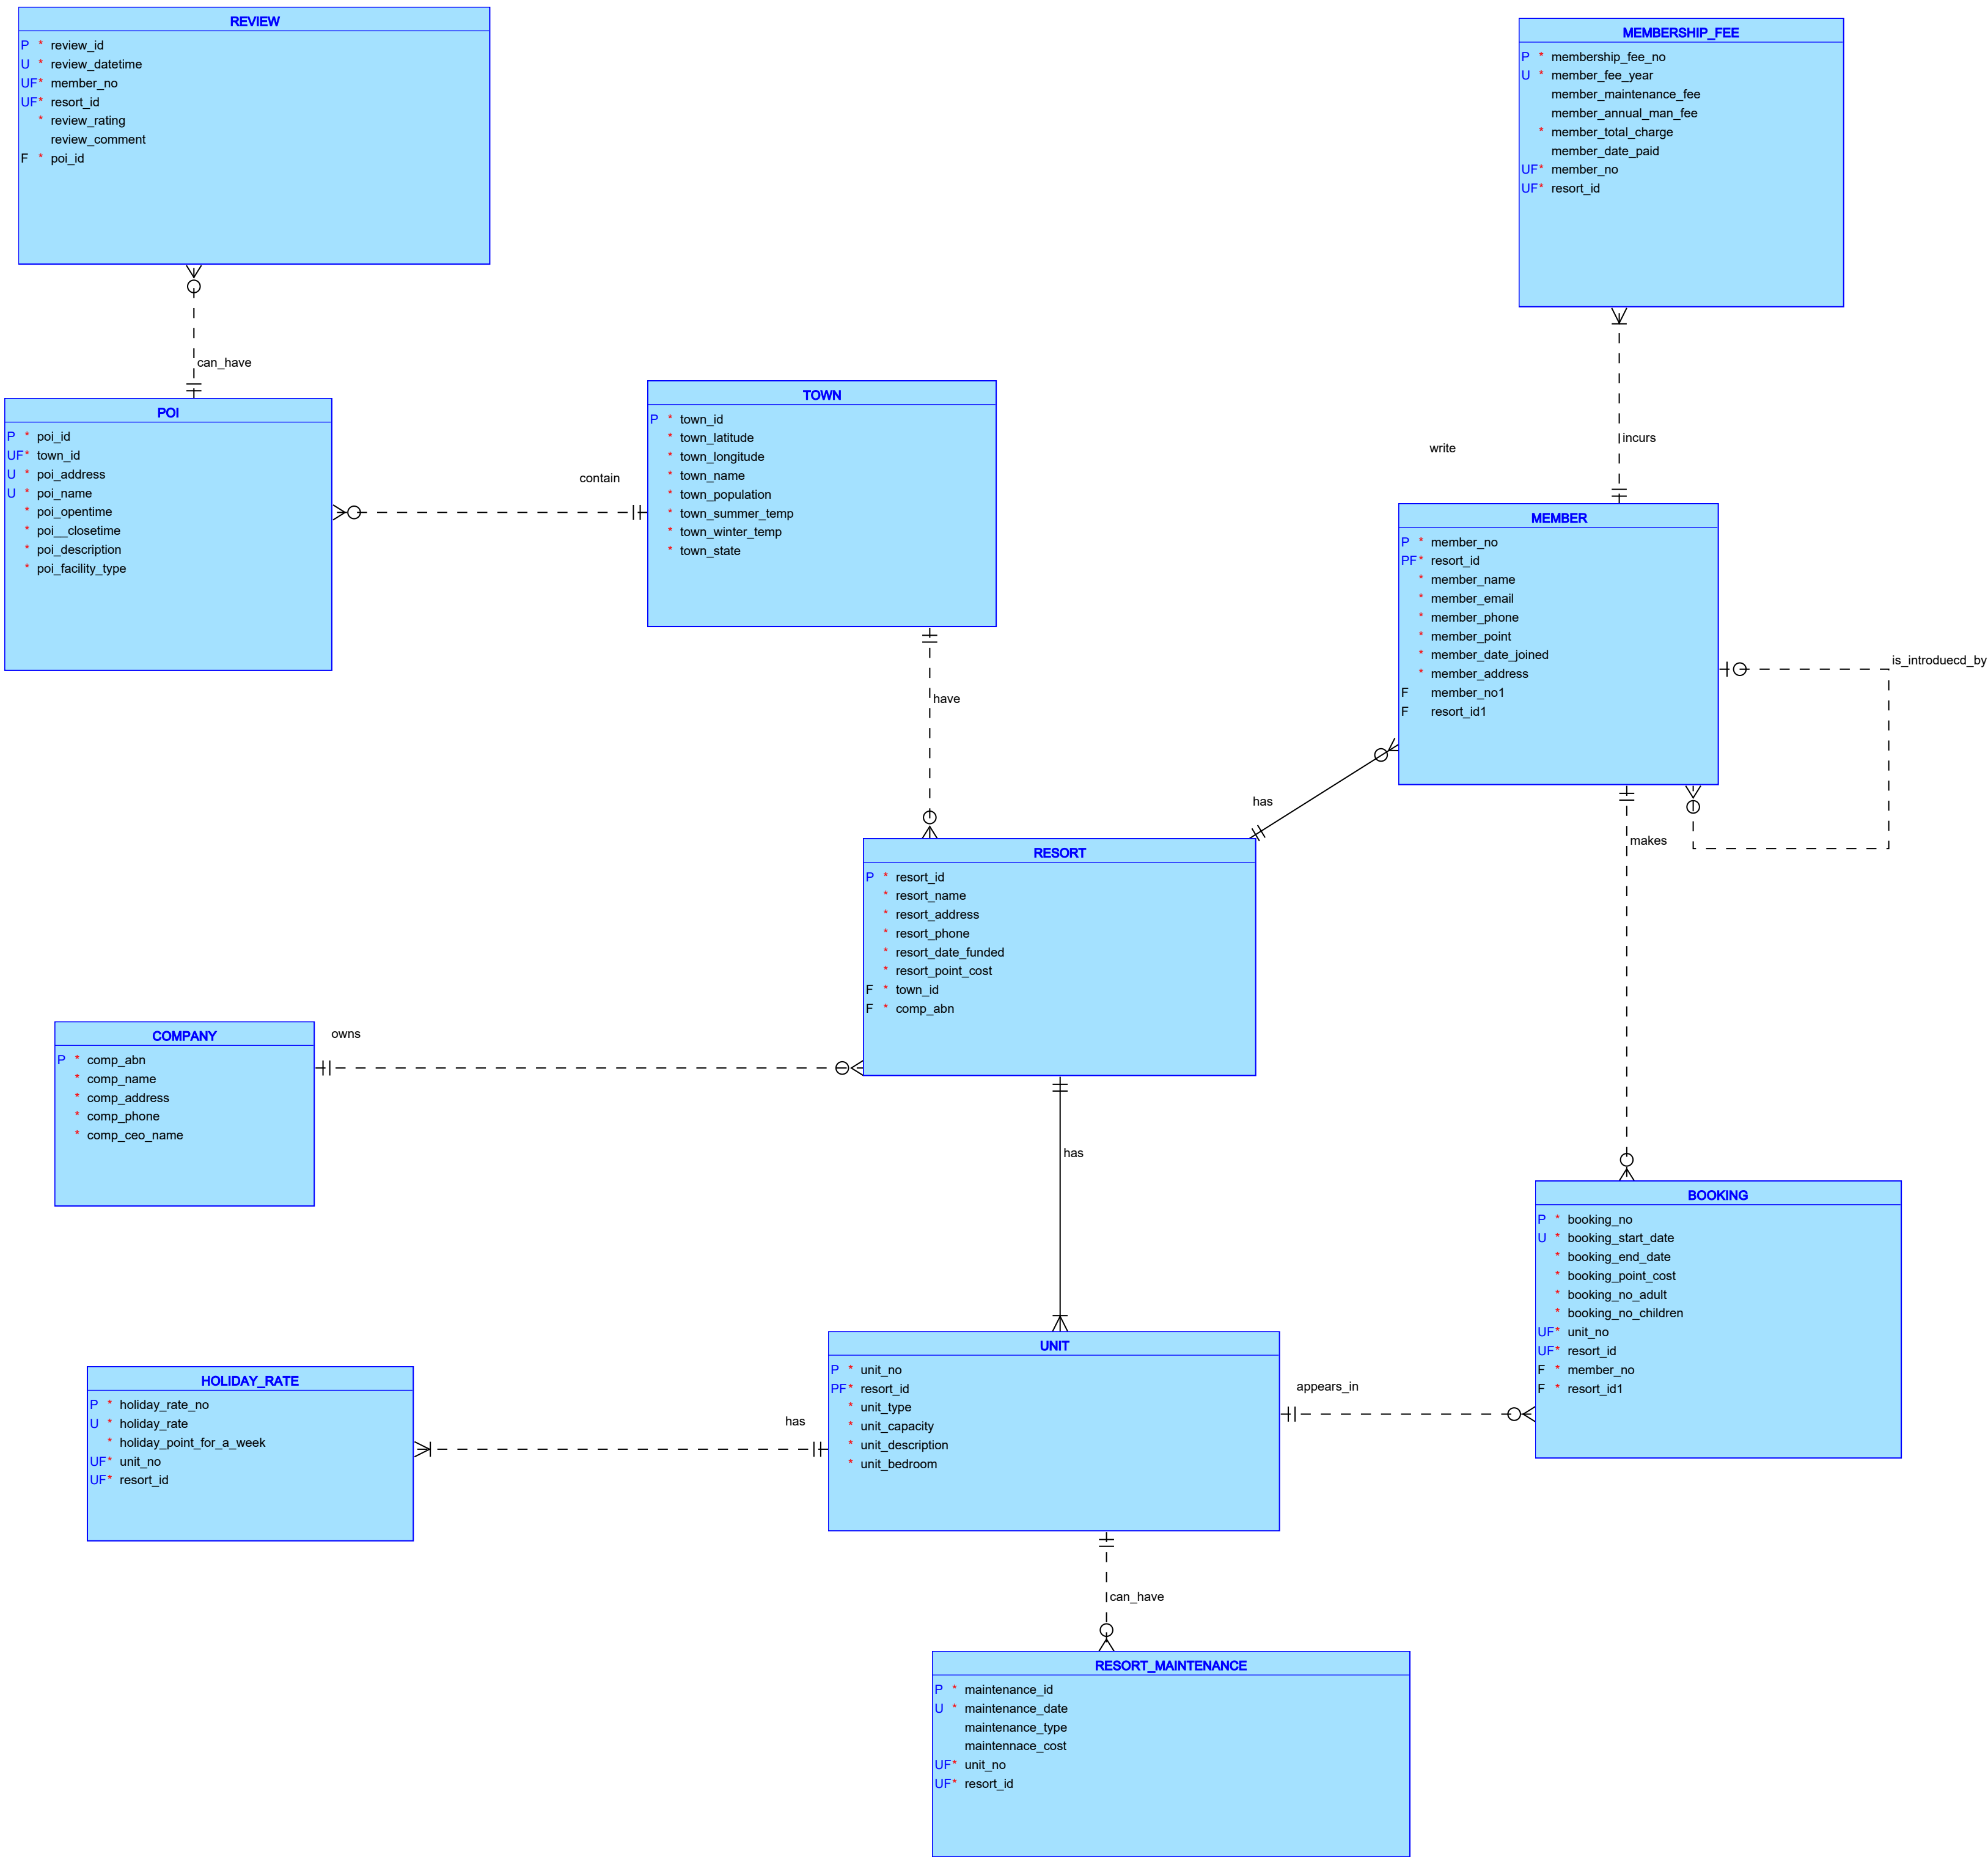 REVIEW
P * review_id
U * review_datetime
UF* member_no
UF* resort_id
* review_rating
review_comment
F * poi_id
MEMBERSHIP_FEE
P * membership_fee_no
U * member_fee_year
member_maintenance_fee
member_annual_man_fee
* member_total_charge
member_date_paid
UF* member_no
UF* resort_id
can_have
POI
P * poi_id
UF* town_id
U * poi_address
U * poi_name
* poi_opentime
* poi__closetime
* poi_description
* poi_facility_type
contain
TOWN
P * town_id
* town_latitude
* town_longitude
* town_name
* town_population
* town_summer_temp
* town_winter_temp
* town_state
write
incurs
MEMBER
P * member_no
PF* resort_id
* member_name
* member_email
* member_phone
* member_point
* member_date_joined
* member_address
F member_no1
F resort_id1
is_introduecd_by
have
has
makes
RESORT
P * resort_id
* resort_name
* resort_address
* resort_phone
* resort_date_funded
* resort_point_cost
F * town_id
F * comp_abn
COMPANY
P * comp_abn
* comp_name
* comp_address
* comp_phone
* comp_ceo_name
owns
has
BOOKING
P * booking_no
U * booking_start_date
* booking_end_date
* booking_point_cost
* booking_no_adult
* booking_no_children
UF* unit_no
UF* resort_id
F * member_no
F * resort_id1
HOLIDAY_RATE
P * holiday_rate_no
U * holiday_rate
* holiday_point_for_a_week
UF* unit_no
UF* resort_id
has
UNIT
P * unit_no
PF* resort_id
* unit_type
* unit_capacity
* unit_description
* unit_bedroom
appears_in
can_have
RESORT_MAINTENANCE
P * maintenance_id
U * maintenance_date
maintenance_type
maintennace_cost
UF* unit_no
UF* resort_id